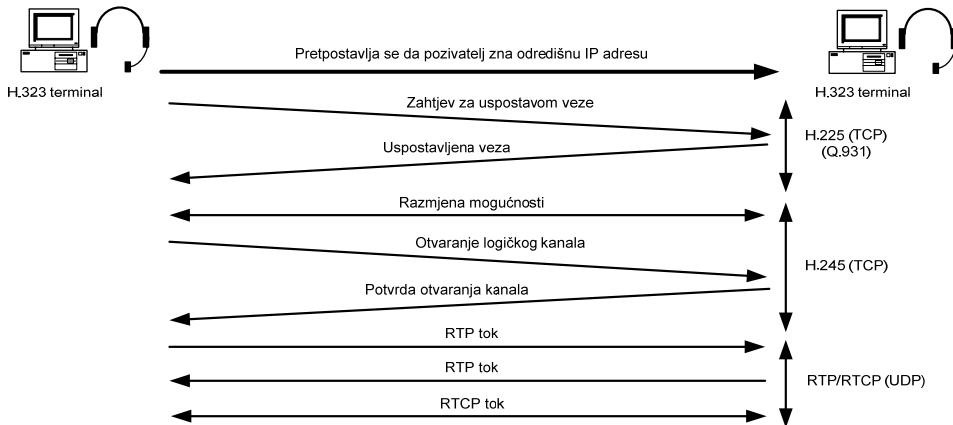 Pretpostavlja se da pozivatelj zna odredišnu IP adresu
H.323 terminal
H.323 terminal
Zahtjev za uspostavom veze
H.225 (TCP)
(Q.931)
Uspostavljena veza
Razmjena mogućnosti
Otvaranje logičkog kanala
H.245 (TCP)
Potvrda otvaranja kanala
RTP tok
RTP tok
RTP/RTCP (UDP)
RTCP tok